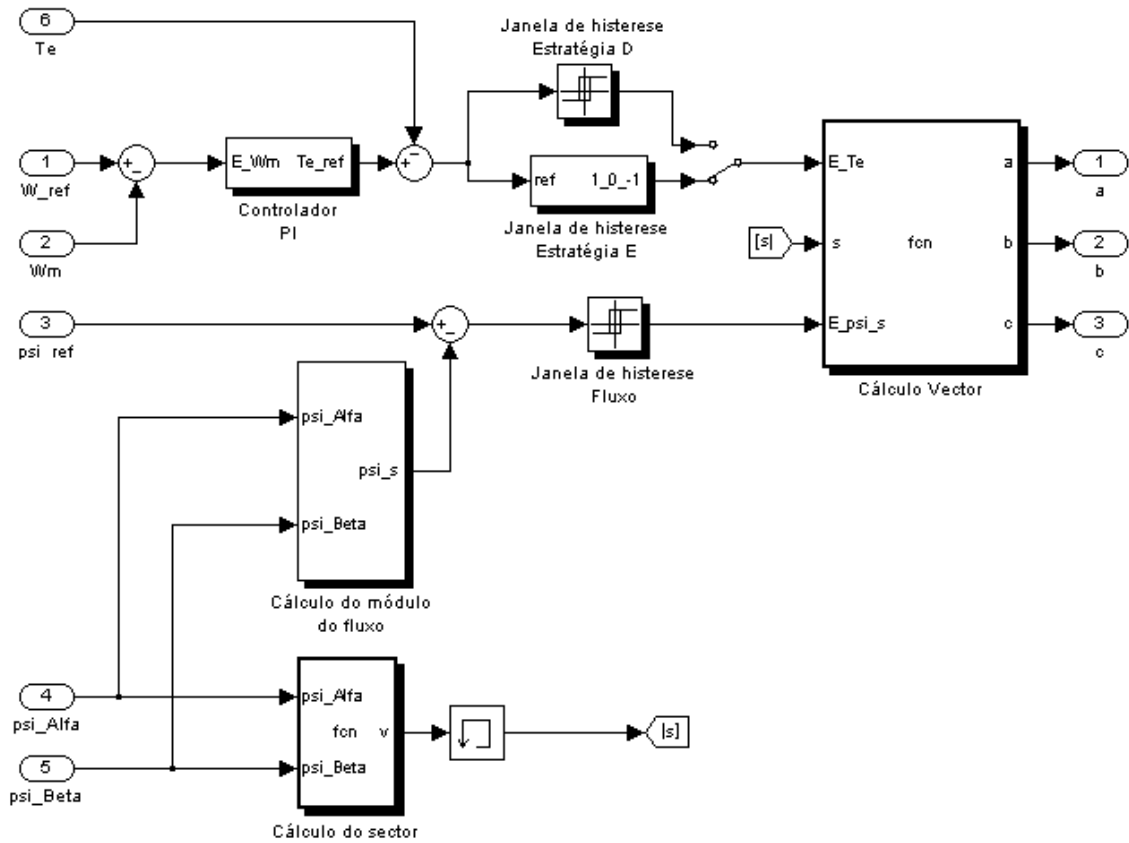 6
Te
Janela de histerese
Estratégia D
1
W_ref
+
-
E_Wm Te_ref
Controlador
PI
-
+
ref 1_0_-1
Janela de histerese
Estratégia E
2
Wm
E_Te
s
E_psi_s
fcn
a
b
c
Cálculo Vector
1
a
2
b
3
c
[s]
3
psi_ref
+
-
Janela de histerese
Fluxo
psi_Alfa
psi_s
psi_Beta
Cálculo do módulo
do fluxo
4
psi_Alfa
5
psi_Beta
psi_Alfa
fcn v
psi_Beta
Cálculo do sector
[s]